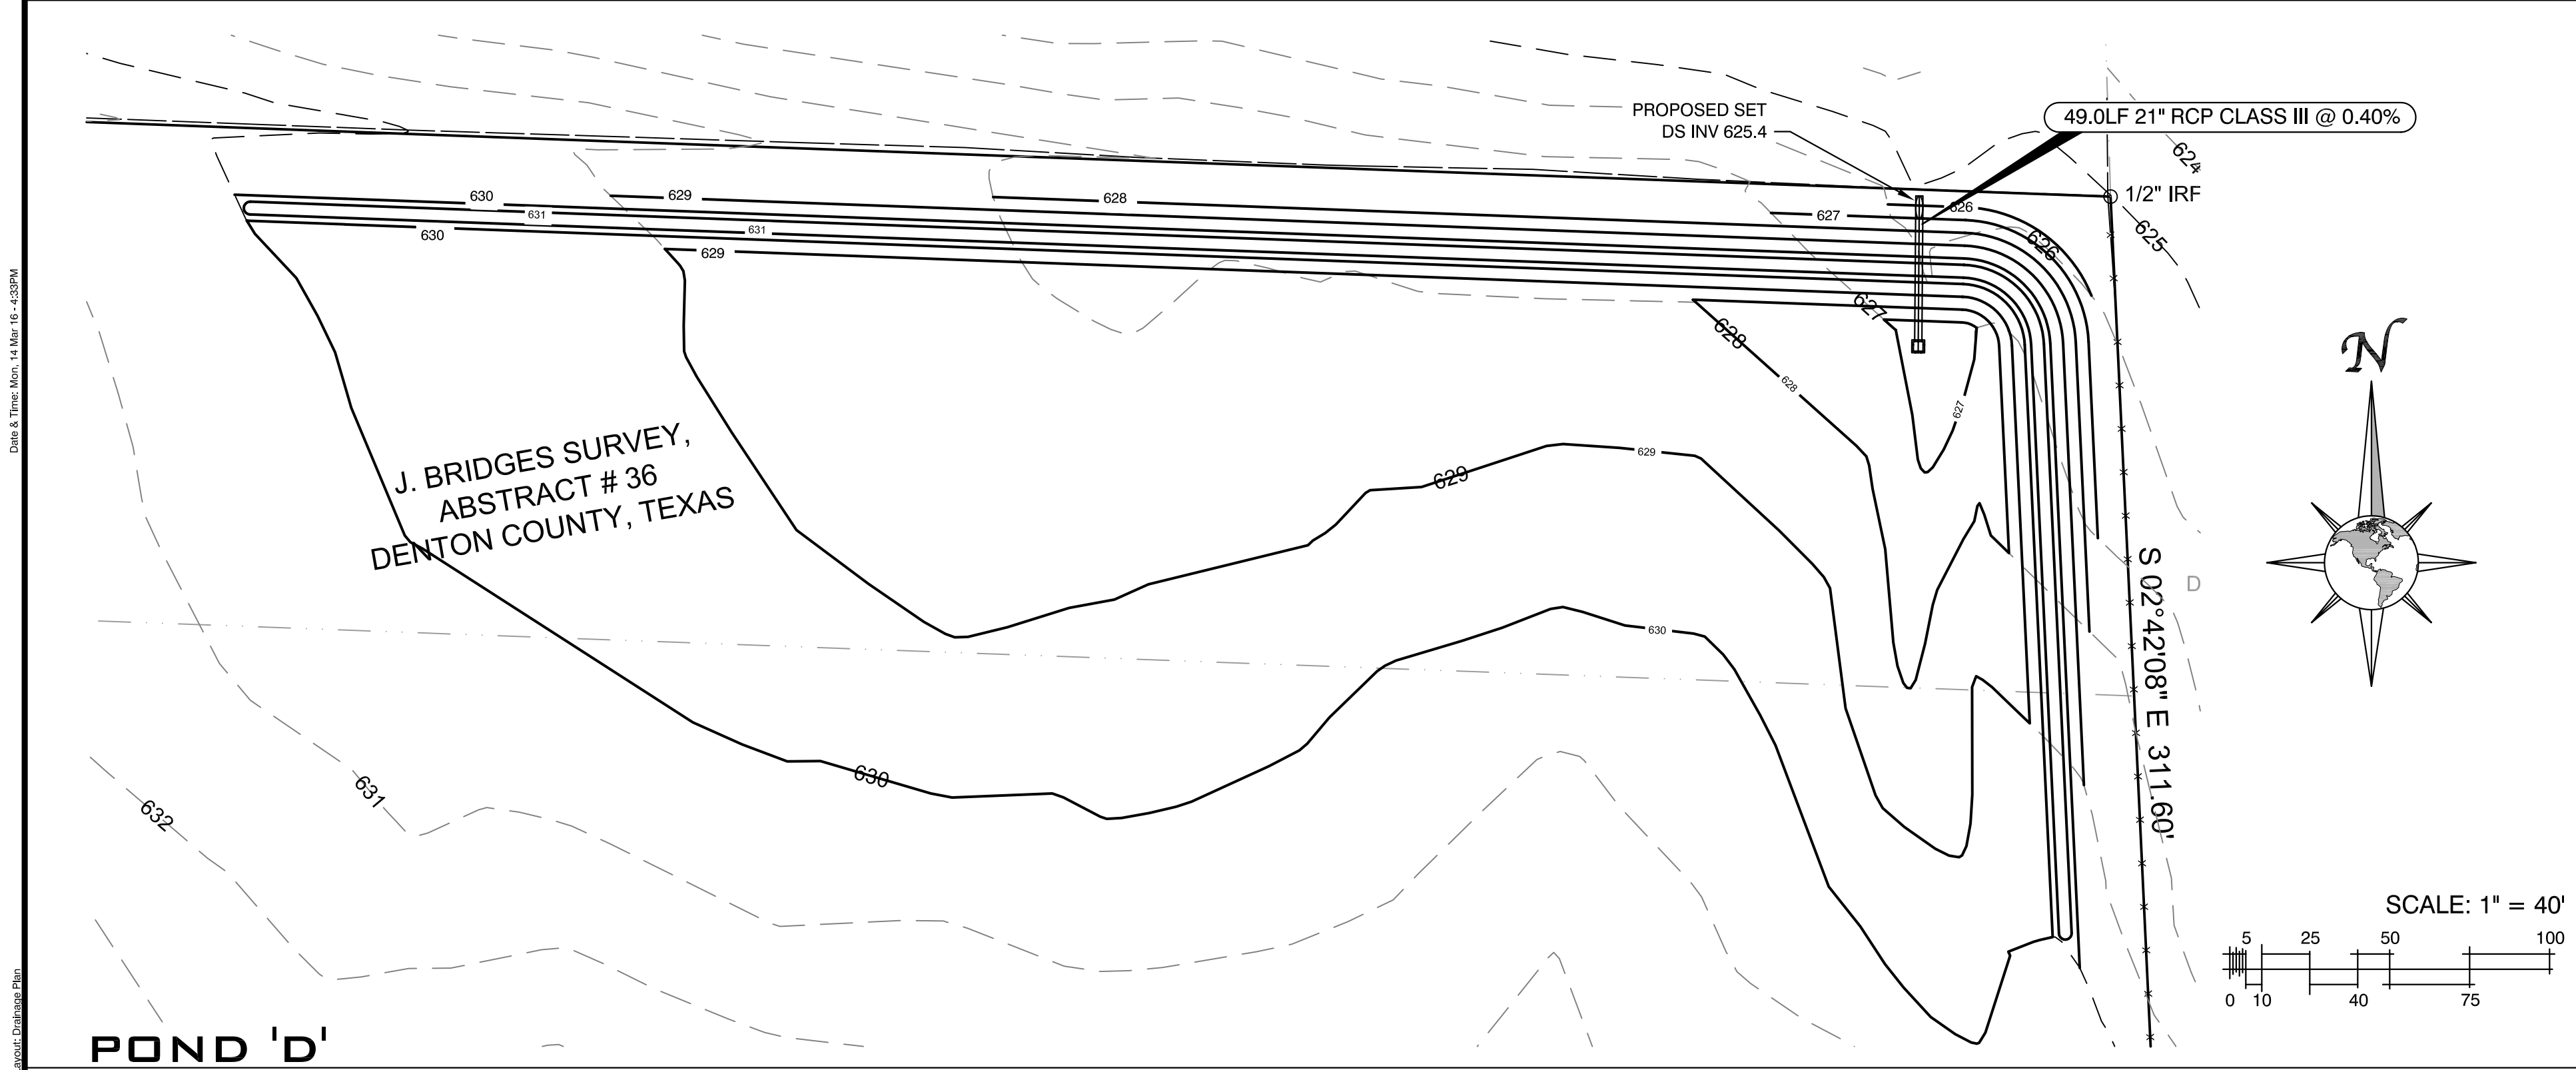 PROPOSED SET
DS INV 625.4
49.0LF 21" RCP CLASS III @ 0.40%
624
1/2" IRF
625
630
629
628
627
626
626
631
631
630
629
627
628
628
627
N
J. BRIDGES SURVEY,
ABSTRACT # 36
DENTON COUNTY, TEXAS
629
629
630
630
631
632
D
S 02°42'08" E 311.60'
SCALE: 1" = 40'
5 25 50 100
0 10 40 75
POND 'D'
Date & Time: Mon, 14 Mar 16 - 4:33PM
ayout: Drainage Plan